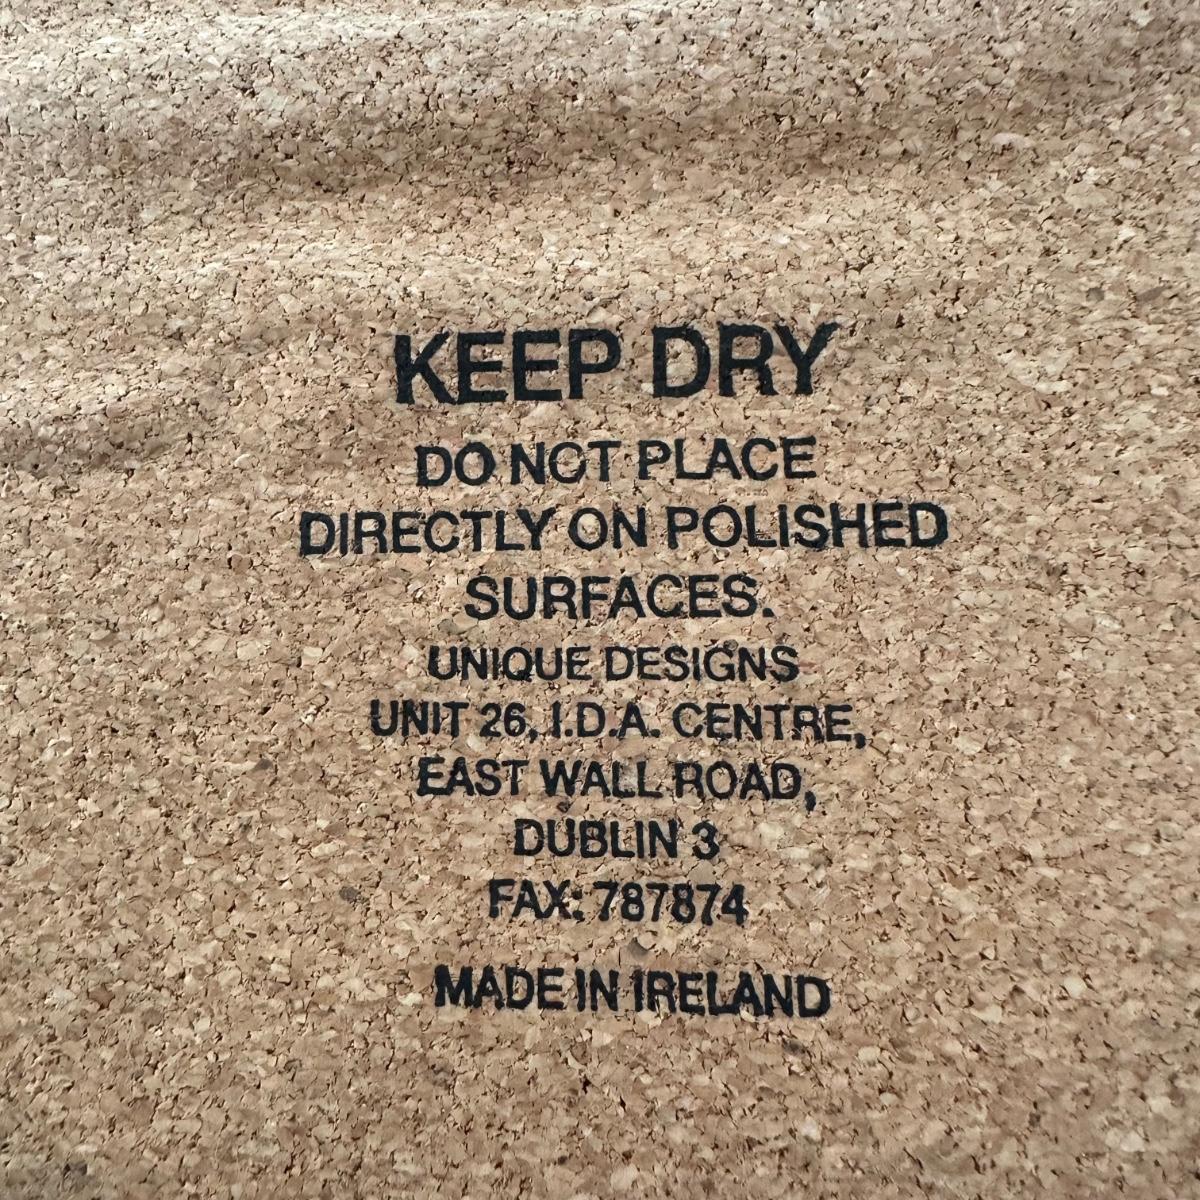 KEEP DRY
DO NOT PLACE
DIRECTLY ON POLISHED
SURFACES.
UNIQUE DESIGNS
UNIT 26, I.D.A. CENTRE,
EAST WALL ROAD,
DUBLIN 3
FAX: 787874
MADE IN IRELAND